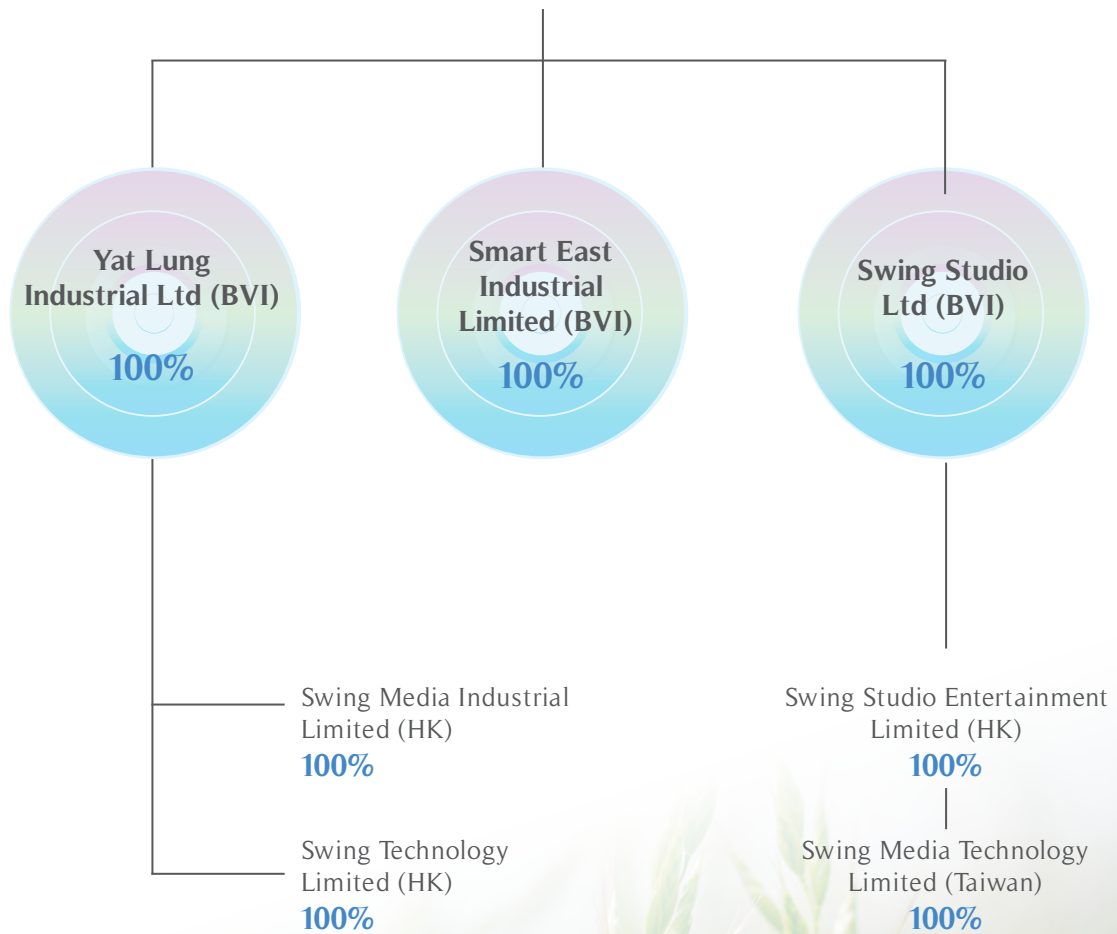 Yat Lung
Industrial Ltd (BVI)
100%
Smart East
Industrial
Limited (BVI)
100%
Swing Studio
Ltd (BVI)
100%
Swing Media Industrial
Limited (HK)
100%
Swing Technology
Limited (HK)
100%
Swing Studio Entertainment
Limited (HK)
100%
Swing Media Technology
Limited (Taiwan)
100%